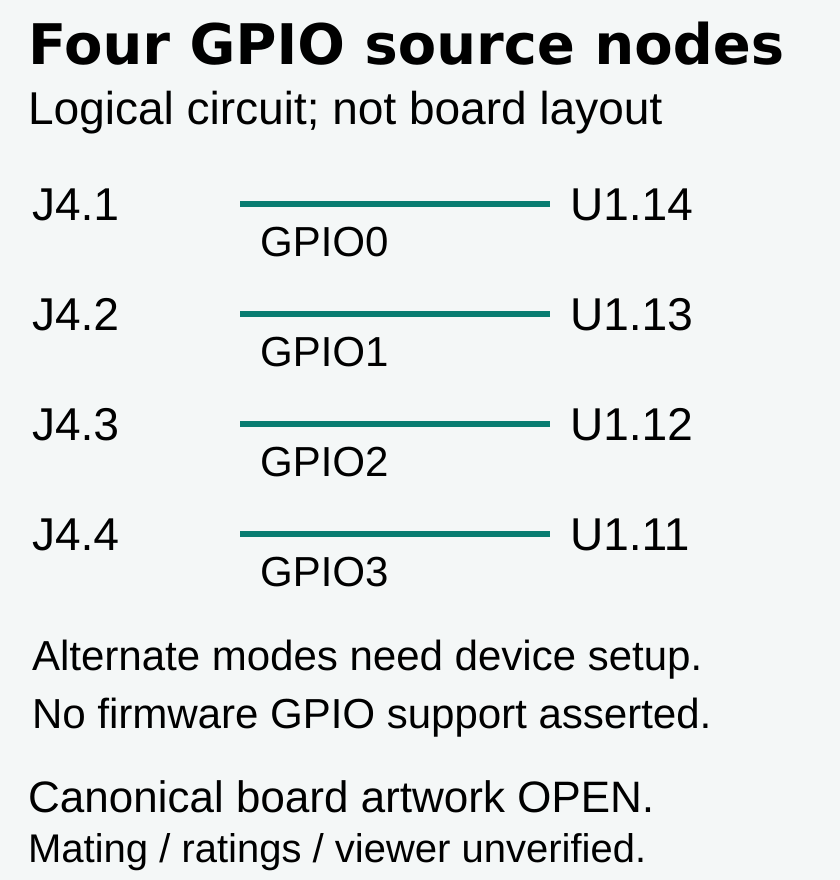 Four GPIO source nodes
Logical circuit; not board layout
J4.1 U1.14
GPIO0
J4.2 U1.13
GPIO1
J4.3 U1.12
GPIO2
J4.4 U1.11
GPIO3
Alternate modes need device setup.
No firmware GPIO support asserted.
Canonical board artwork OPEN.
Mating / ratings / viewer unverified.